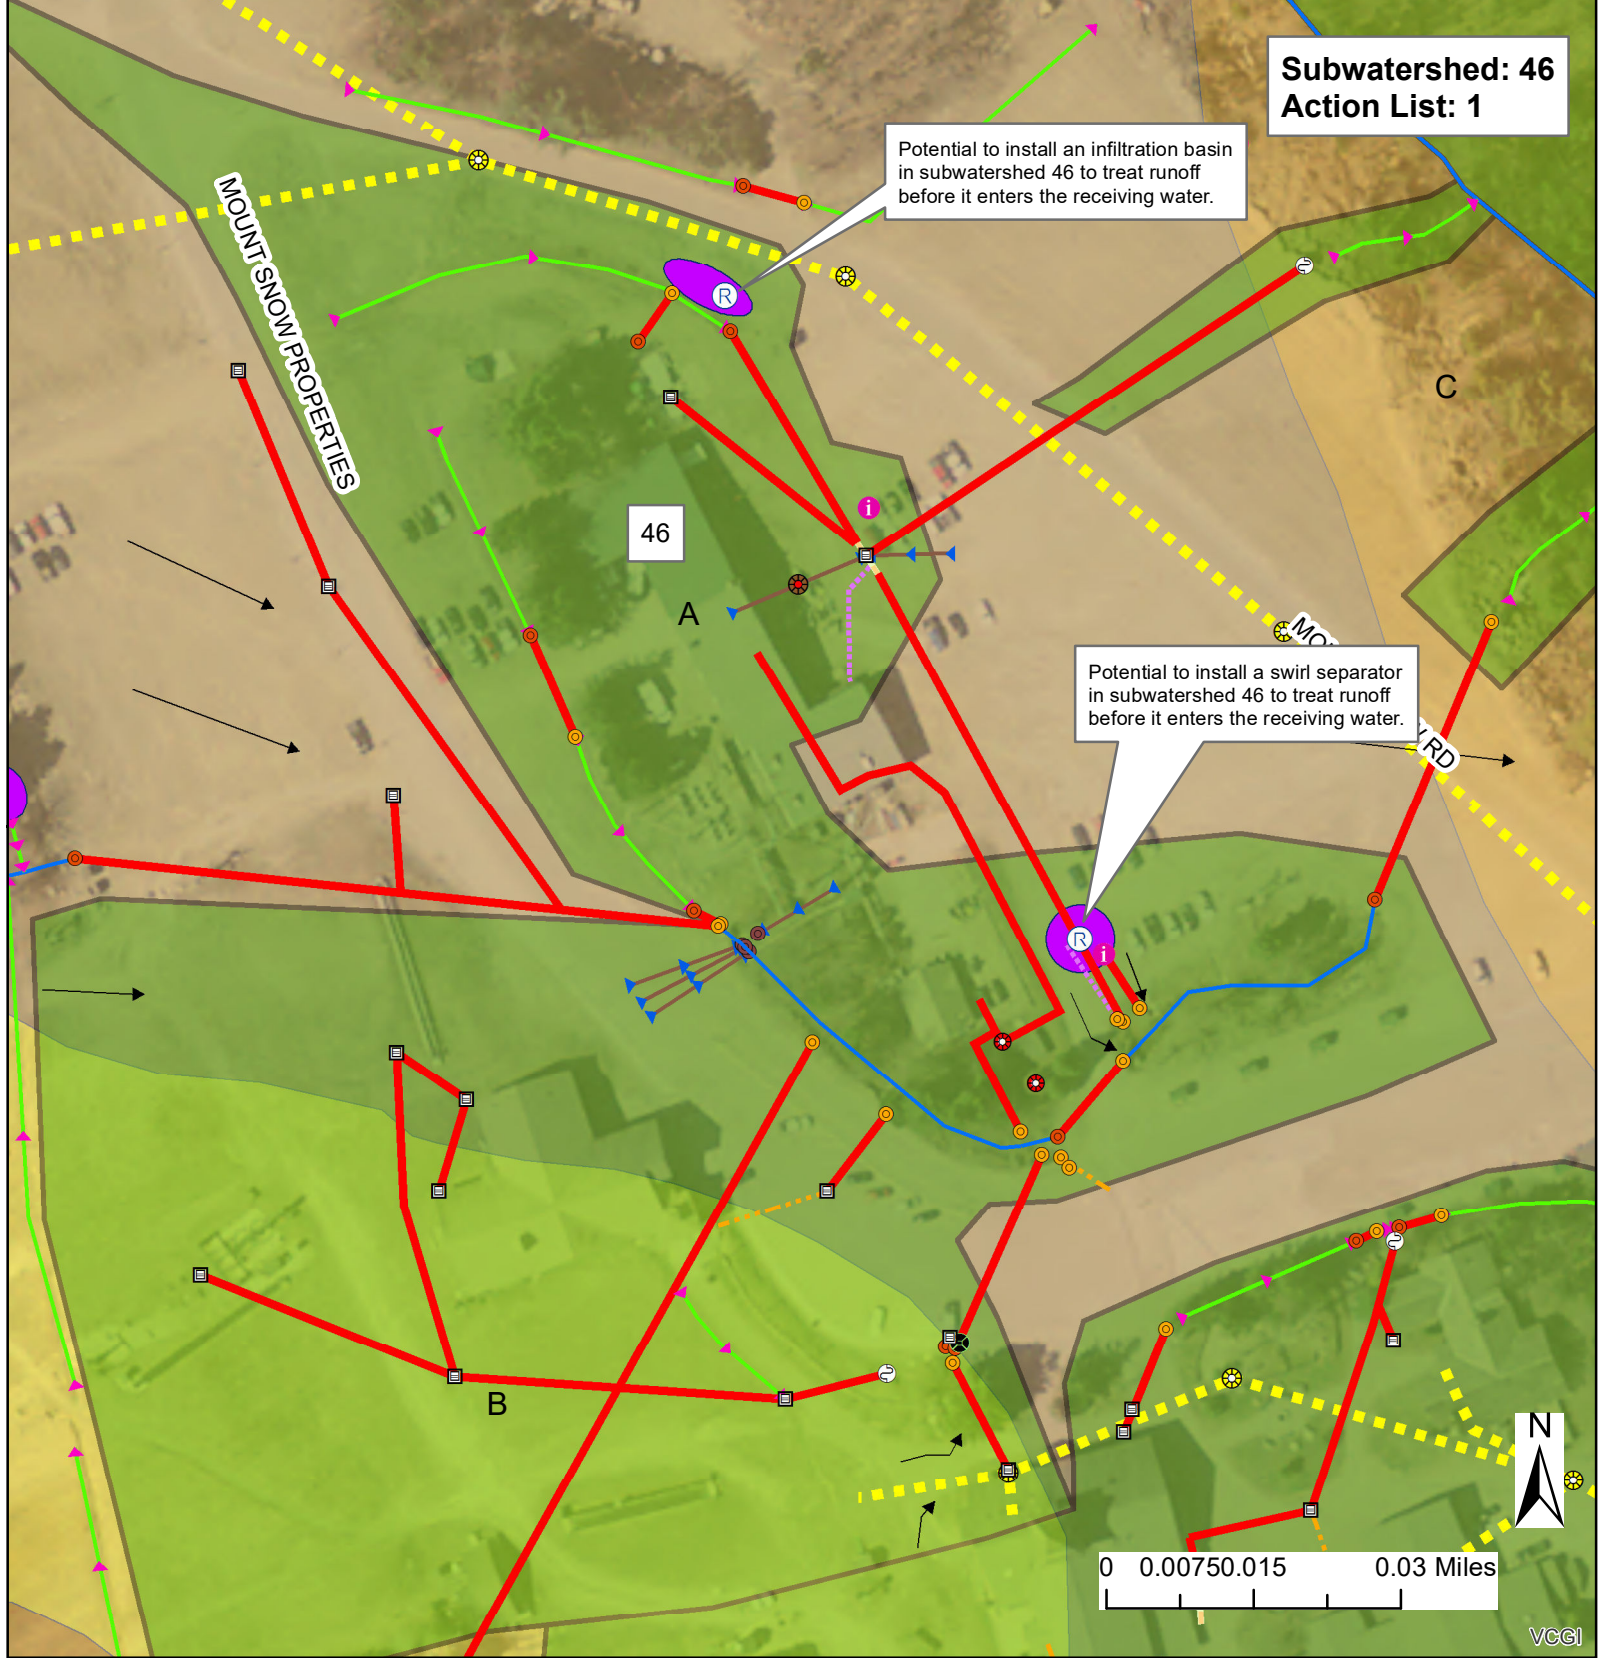 Subwatershed: 46
Action List: 1
Potential to install an infiltration basin
in subwatershed 46 to treat runoff
before it enters the receiving water.
MOUNT SNOW PROPERTIES
R
C
i
46
A
Potential to install a swirl separator
in subwatershed 46 to treat runoff
before it enters the receiving water.
RD
R
i
B
N
0 0.0075 0.015 0.03 Miles
VCGI